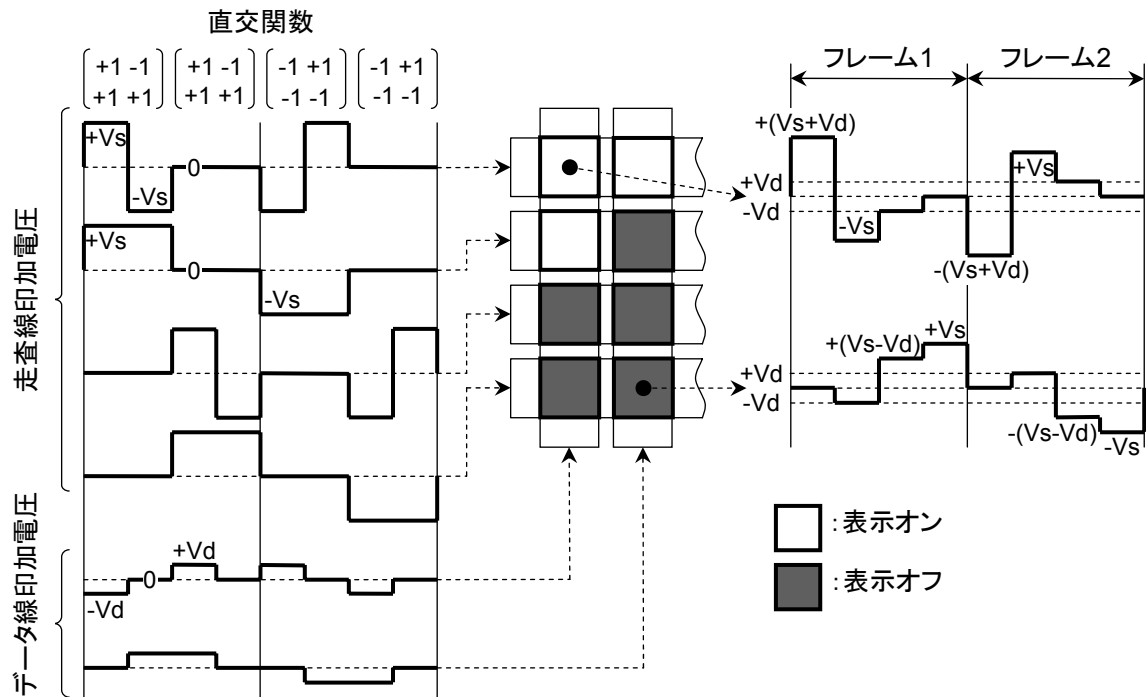 直交関数
+1 -1
+1 +1
+1 -1
+1 +1
-1 +1
-1 -1
-1 +1
-1 -1
走査線印加電圧
+Vs
-Vs
0
+Vs
0
-Vs
データ線印加電圧
+Vd
0
-Vd
フレーム1
フレーム2
+(Vs+Vd)
+Vd
-Vd
-Vs
+Vs
-(Vs+Vd)
+(Vs-Vd)
+Vs
+Vd
-Vd
-(Vs-Vd)
-Vs
:表示オン
:表示オフ